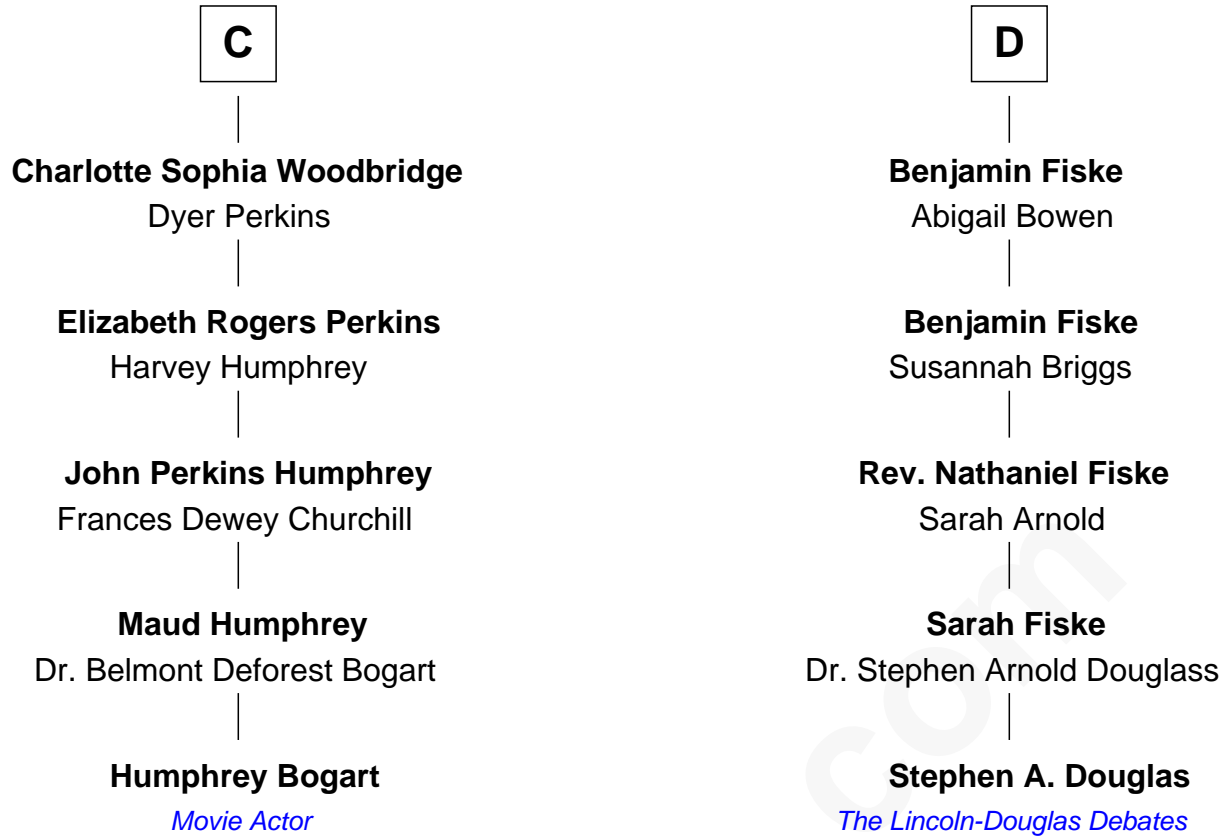 C
Charlotte Sophia Woodbridge
Dyer Perkins
Elizabeth Rogers Perkins
Harvey Humphrey
John Perkins Humphrey
Frances Dewey Churchill
Maud Humphrey
Dr. Belmont Deforest Bogart
Humphrey Bogart
Movie Actor
D
Benjamin Fiske
Abigail Bowen
Benjamin Fiske
Susannah Briggs
Rev. Nathaniel Fiske
Sarah Arnold
Sarah Fiske
Dr. Stephen Arnold Douglass
Stephen A. Douglas
The Lincoln-Douglas Debates
com